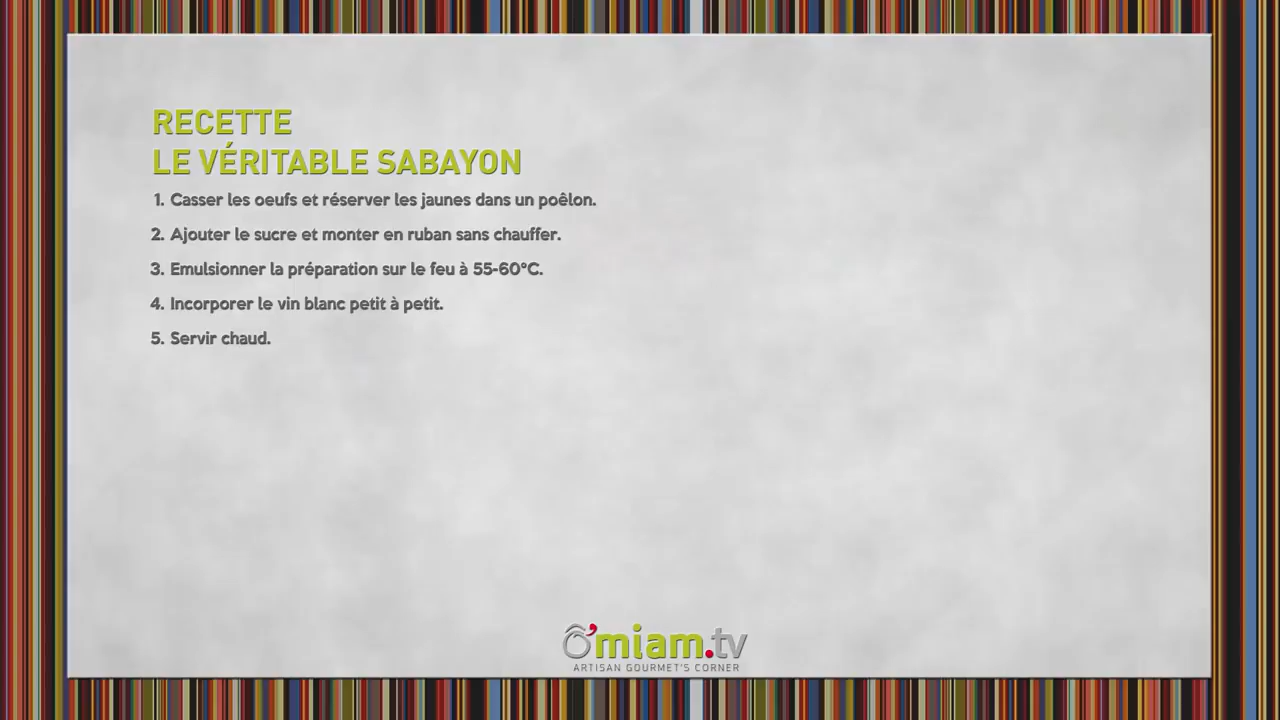 RECETTE
LE VÉRITABLE SABAYON
1. Casser les oeufs et réserver les jaunes dans un poêlon.
2. Ajouter le sucre et monter en ruban sans chauffer.
3. Emulsionner la préparation sur le feu à 55-60°C.
4. Incorporer le vin blanc petit à petit.
5. Servir chaud.
Ô'miam.tv
ARTISAN GOURMET'S CORNER